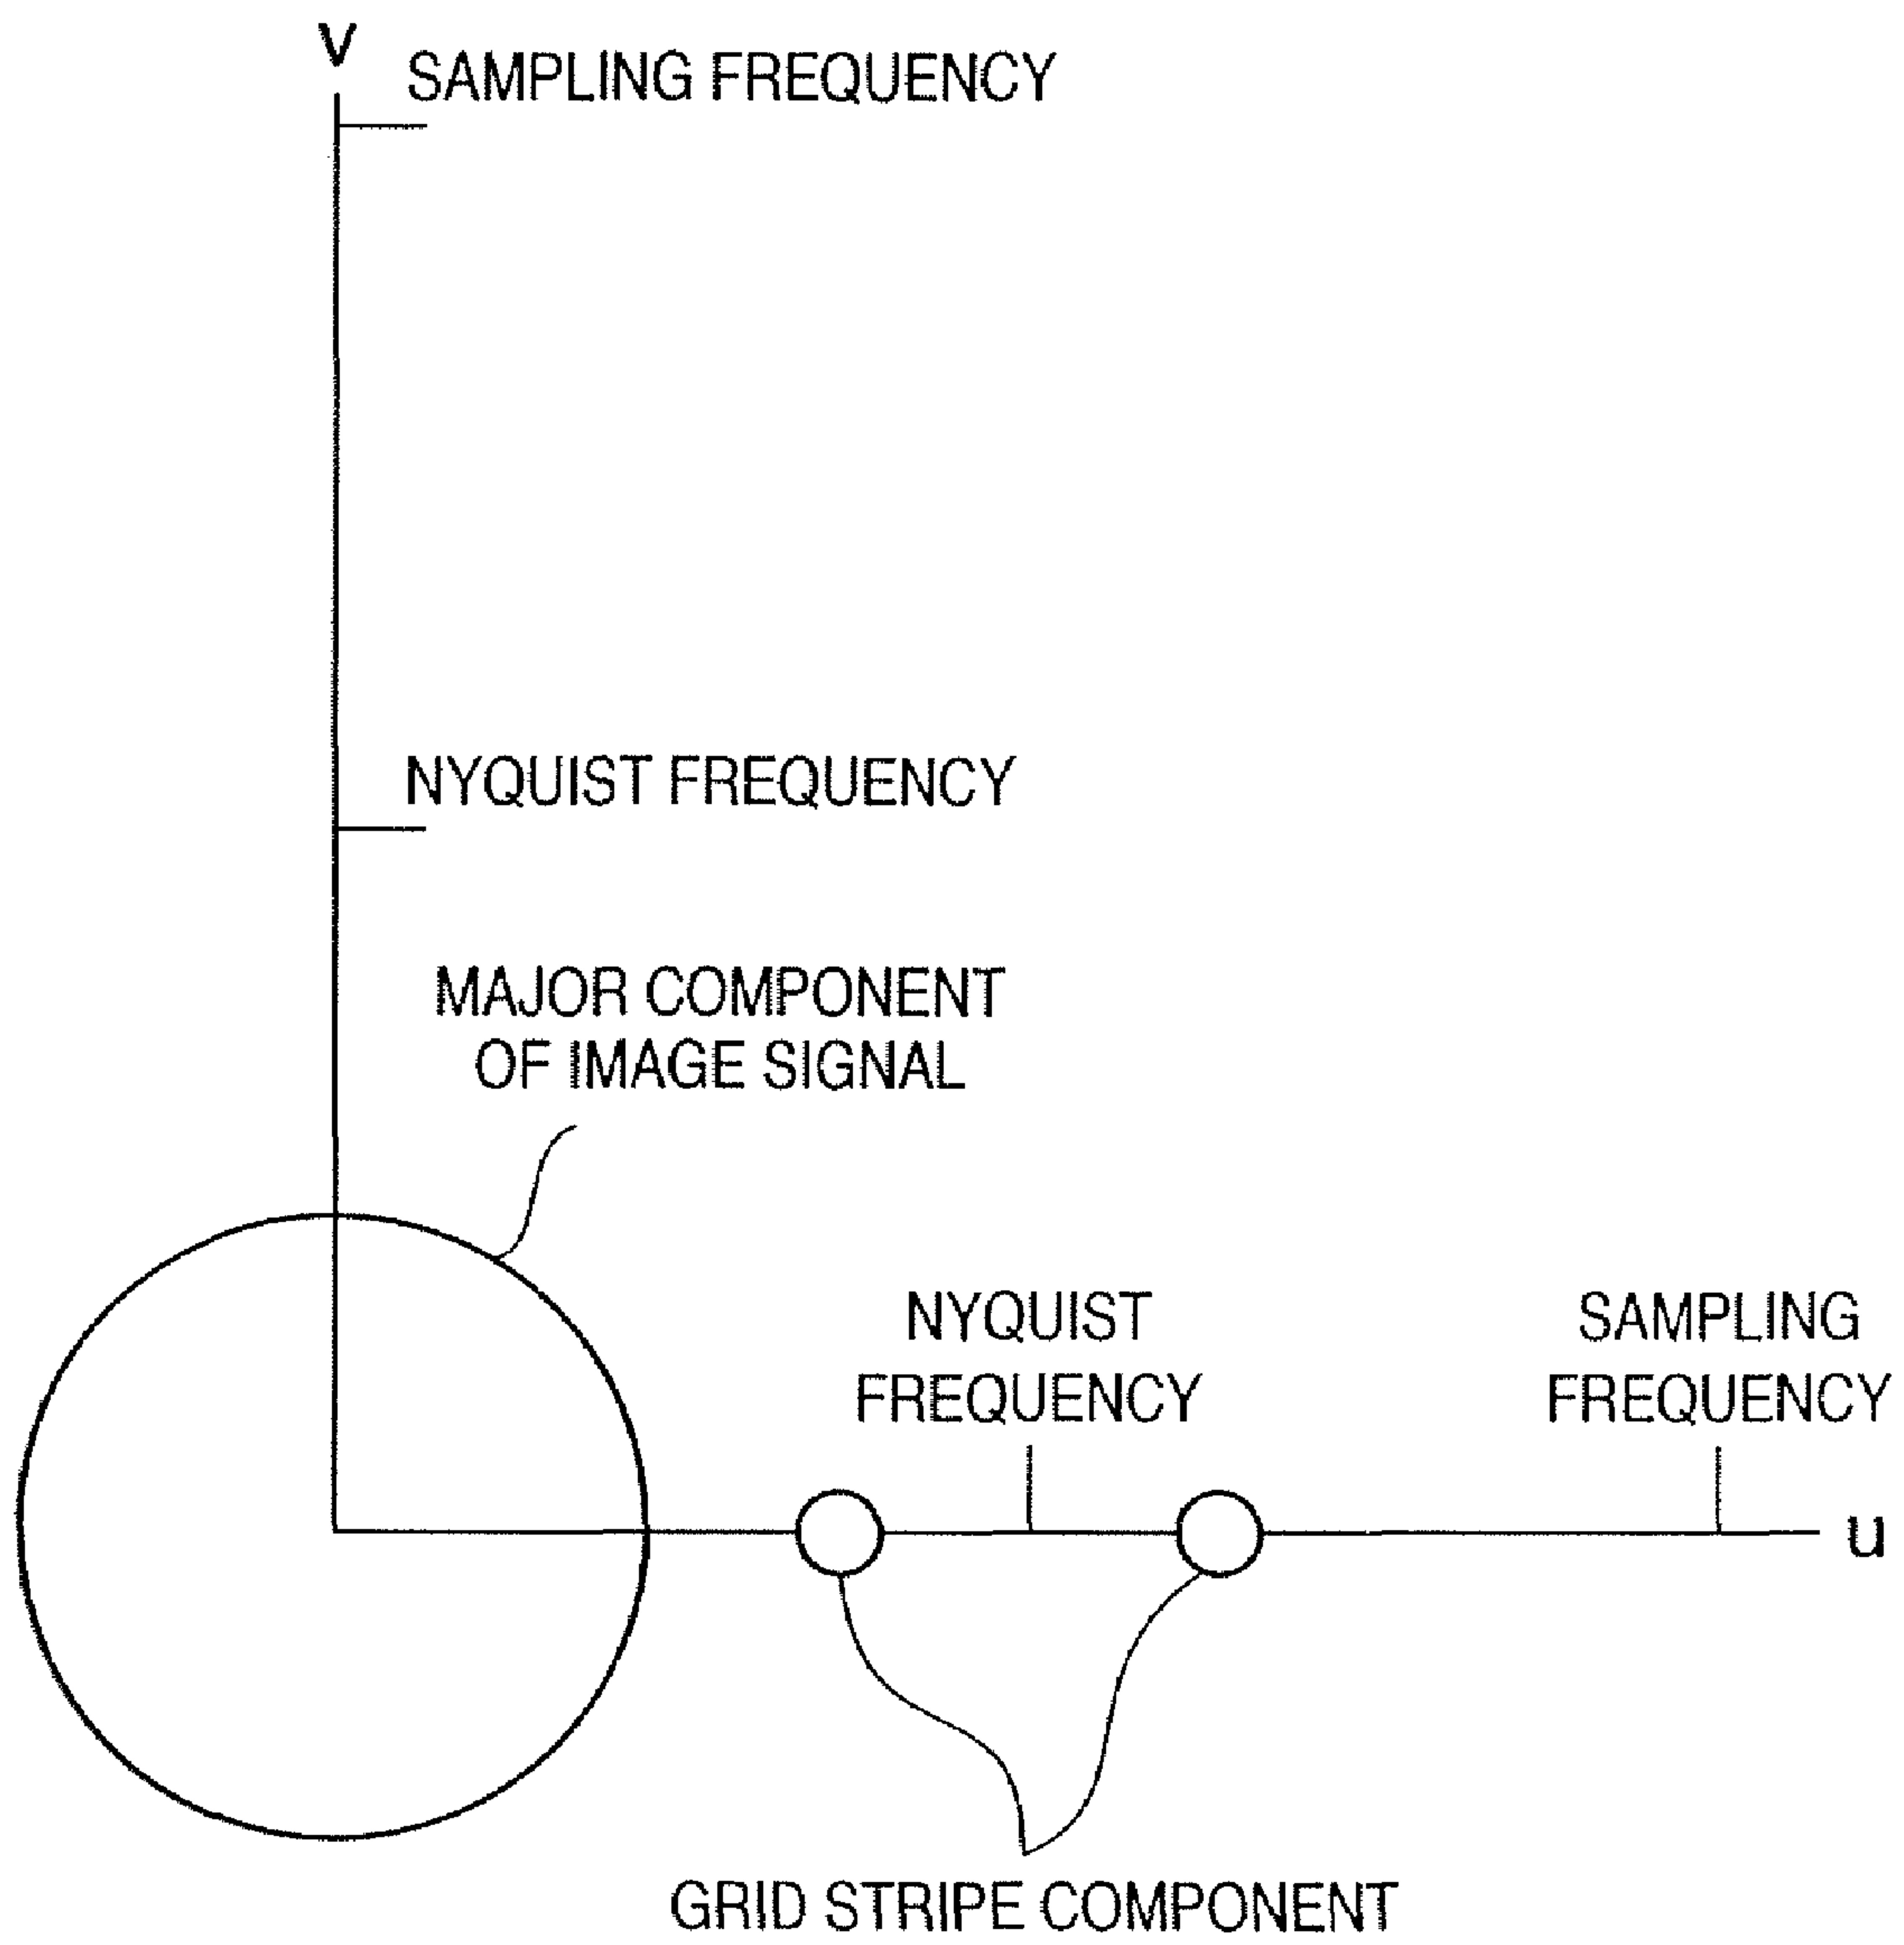 v
SAMPLING FREQUENCY
NYQUIST FREQUENCY
MAJOR COMPONENT
OF IMAGE SIGNAL
NYQUIST
FREQUENCY
SAMPLING
FREQUENCY
u
GRID STRIPE COMPONENT